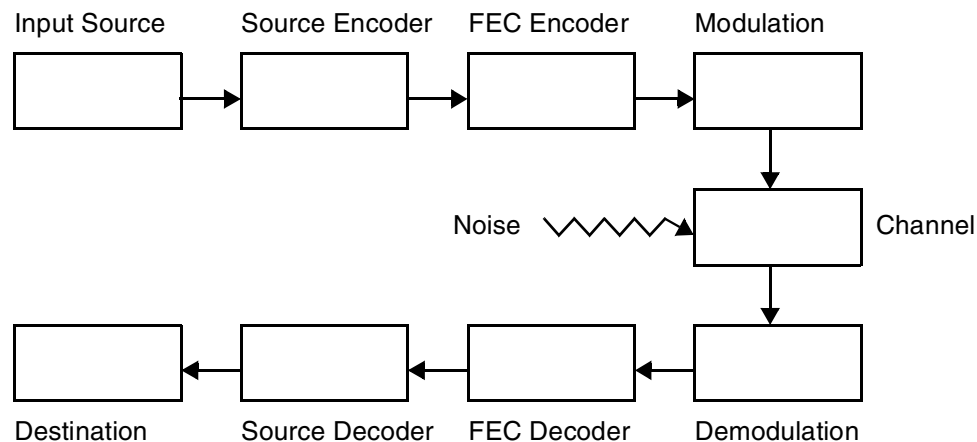 Input Source
Source Encoder
FEC Encoder
Modulation
Noise
Channel
Destination
Source Decoder
FEC Decoder
Demodulation